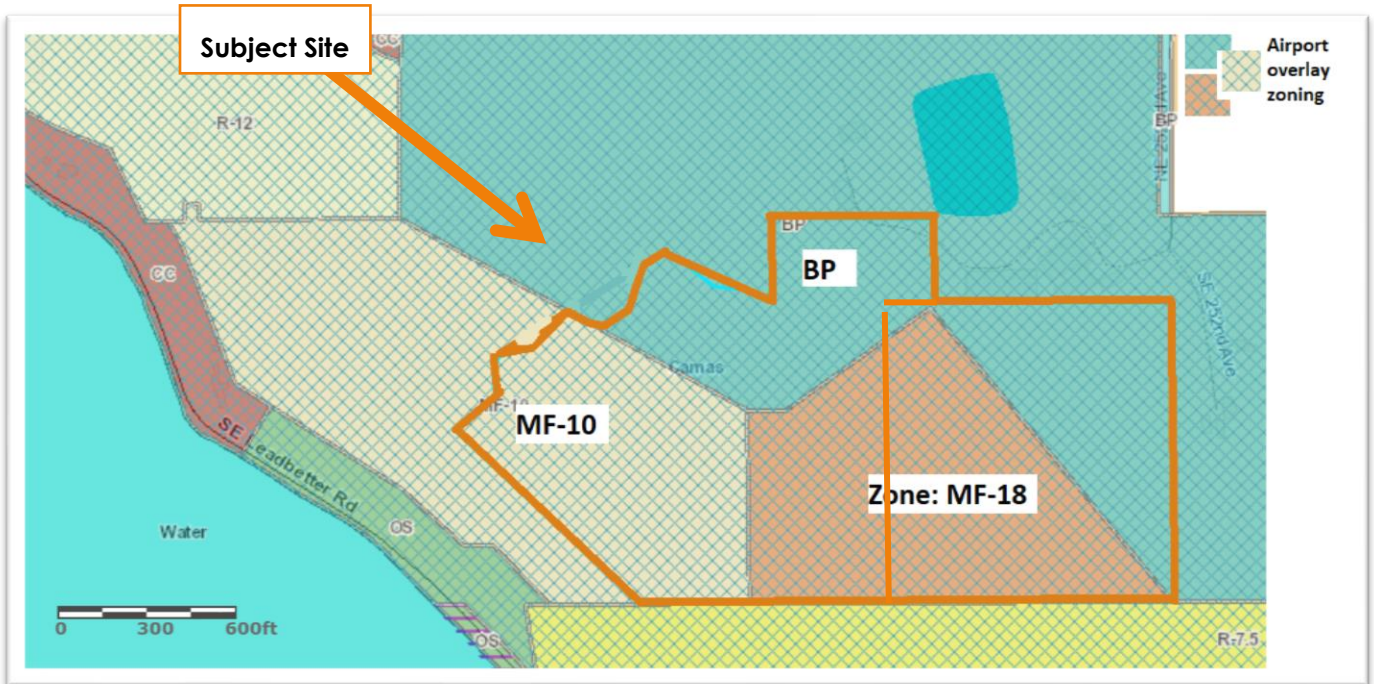 Subject Site
CC
Airport
overlay
zoning
R-12
BP
BP
BP
CC
SE 252nd Ave
Camas
MF-10
SE Leadbetter Rd
Zone: MF-18
OS
Water
0 300 600ft
OS
R-7.5